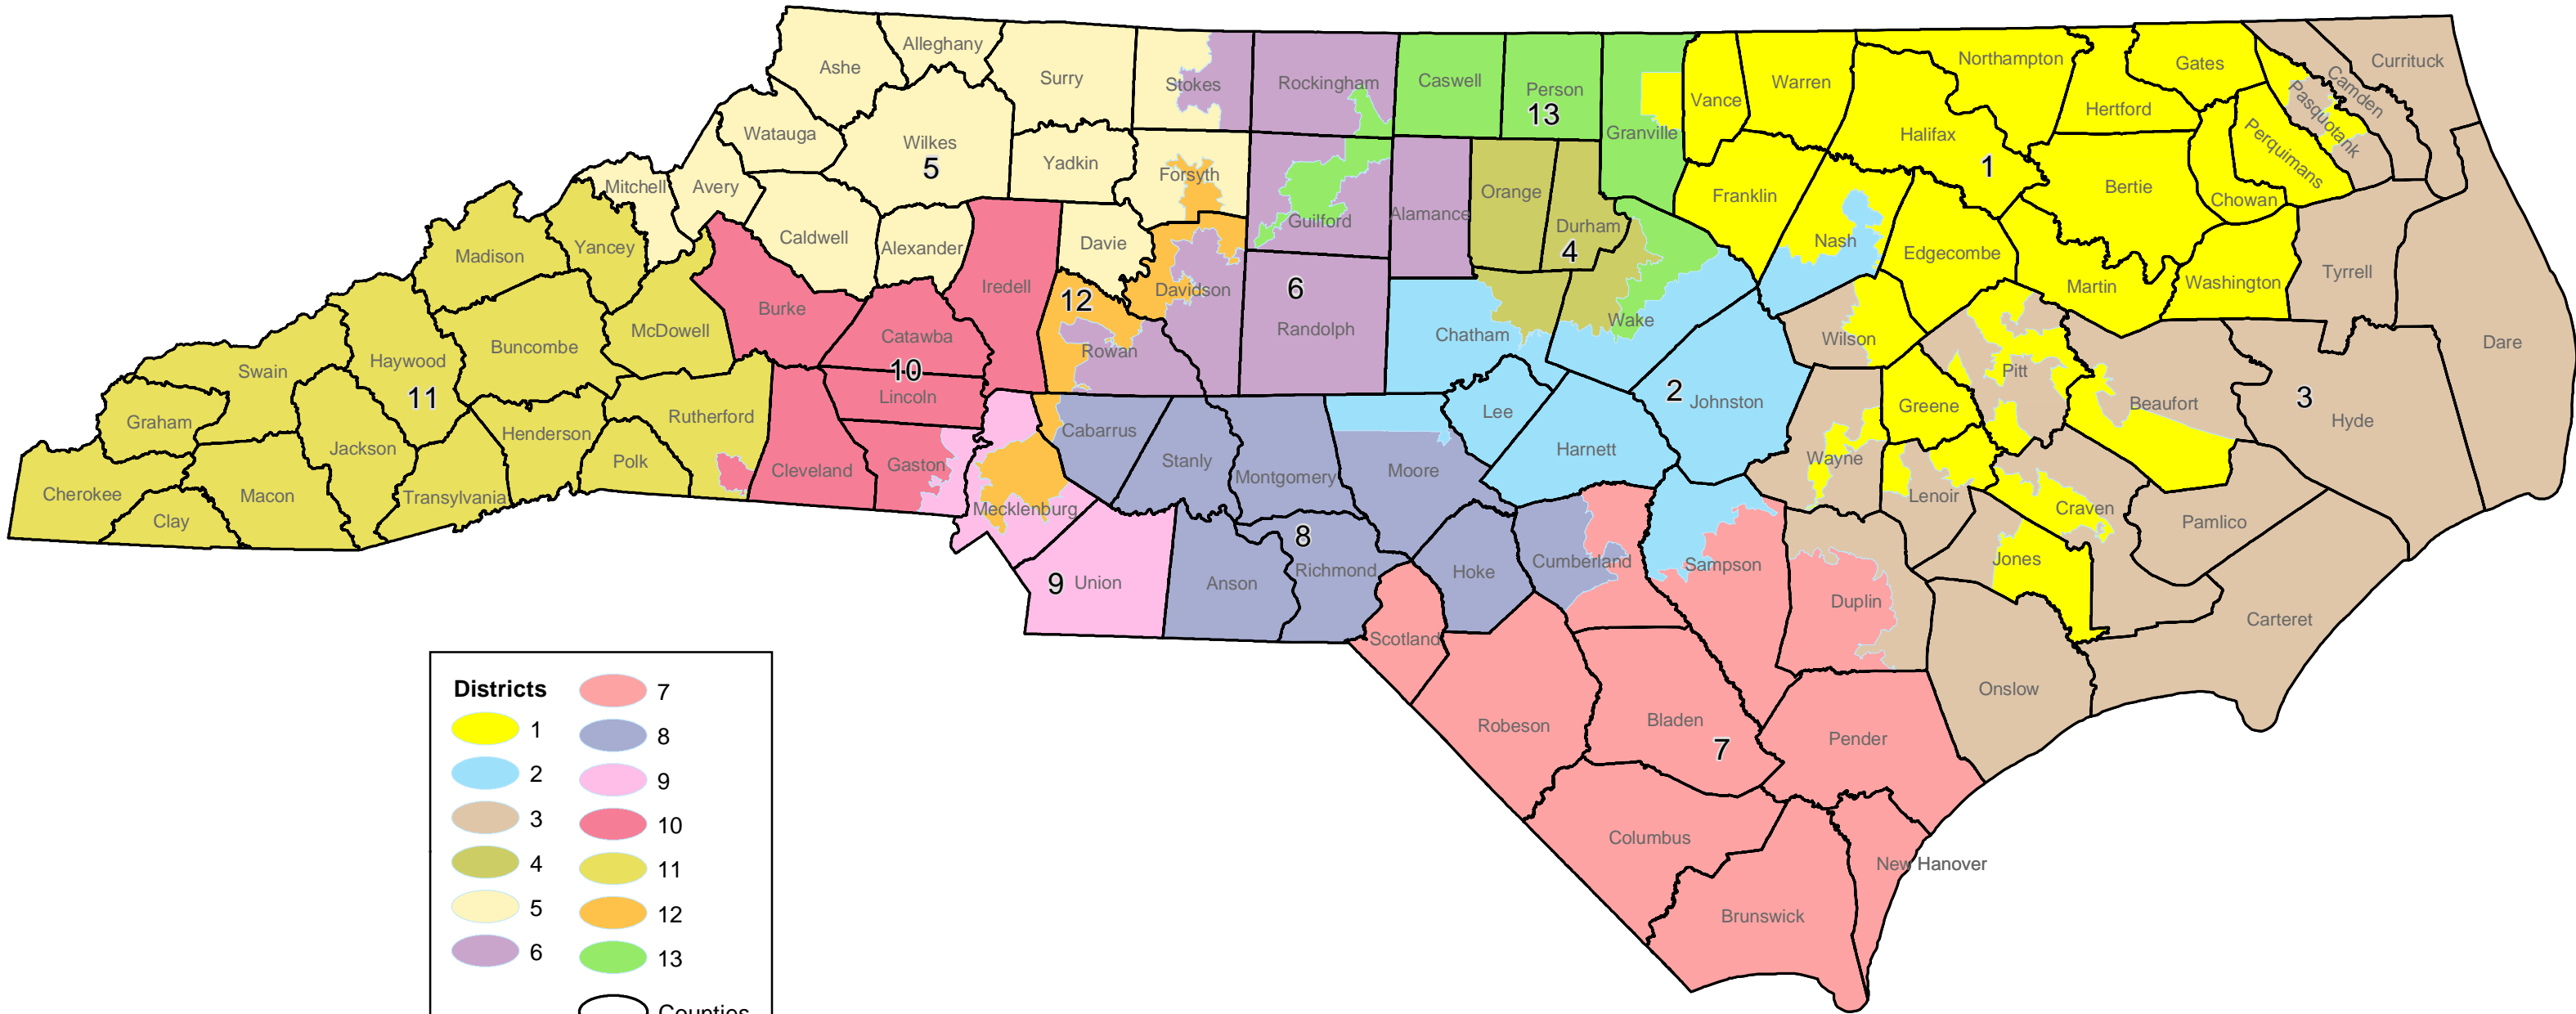 Ashe
Alleghany
Surry
Stokes
Rockingham
Caswell
Person
13
Granville
Vance
Warren
Northampton
Halifax
1
Hertford
Gates
Pasquotank
Camden
Currituck
Perquimans
Chowan
Bertie
Watauga
Wilkes
5
Yadkin
Forsyth
Guilford
Alamance
Orange
Durham
4
Franklin
Nash
Edgecombe
Martin
Washington
Tyrrell
Dare
Mitchell
Avery
Caldwell
Alexander
Iredell
Davie
Davidson
12
Rowan
6
Randolph
Chatham
Wake
2
Johnston
Wilson
Pitt
Greene
Beaufort
3
Hyde
Madison
Yancey
McDowell
Burke
Catawba
10
Lincoln
Swain
Haywood
11
Buncombe
Graham
Jackson
Henderson
Rutherford
Polk
Cleveland
Gaston
Mecklenburg
Cabarrus
Stanly
Montgomery
Moore
Lee
Harnett
Wayne
Lenoir
Craven
Pamlico
Cherokee
Clay
Macon
Transylvania
9
Union
Anson
8
Richmond
Hoke
Cumberland
Sampson
Duplin
Jones
Carteret
Onslow
Scotland
Robeson
Bladen
7
Pender
Columbus
New Hanover
Brunswick
Districts
1
2
3
4
5
6
7
8
9
10
11
12
13
Counties